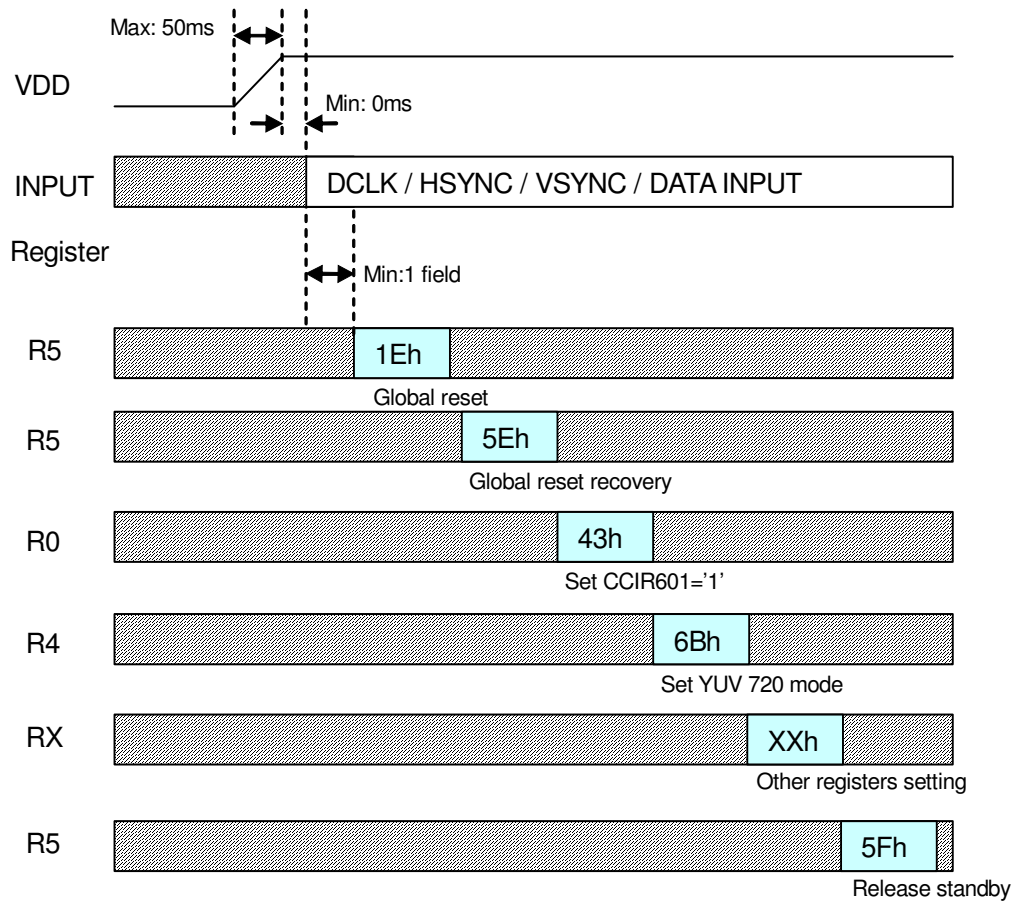 Max: 50ms
VDD
Min: 0ms
INPUT
DCLK / HSYNC / VSYNC / DATA INPUT
Register
Min:1 field
R5
1Eh
Global reset
R5
5Eh
Global reset recovery
R0
43h
Set CCIR601='1'
R4
6Bh
Set YUV 720 mode
RX
XXh
Other registers setting
R5
5Fh
Release standby